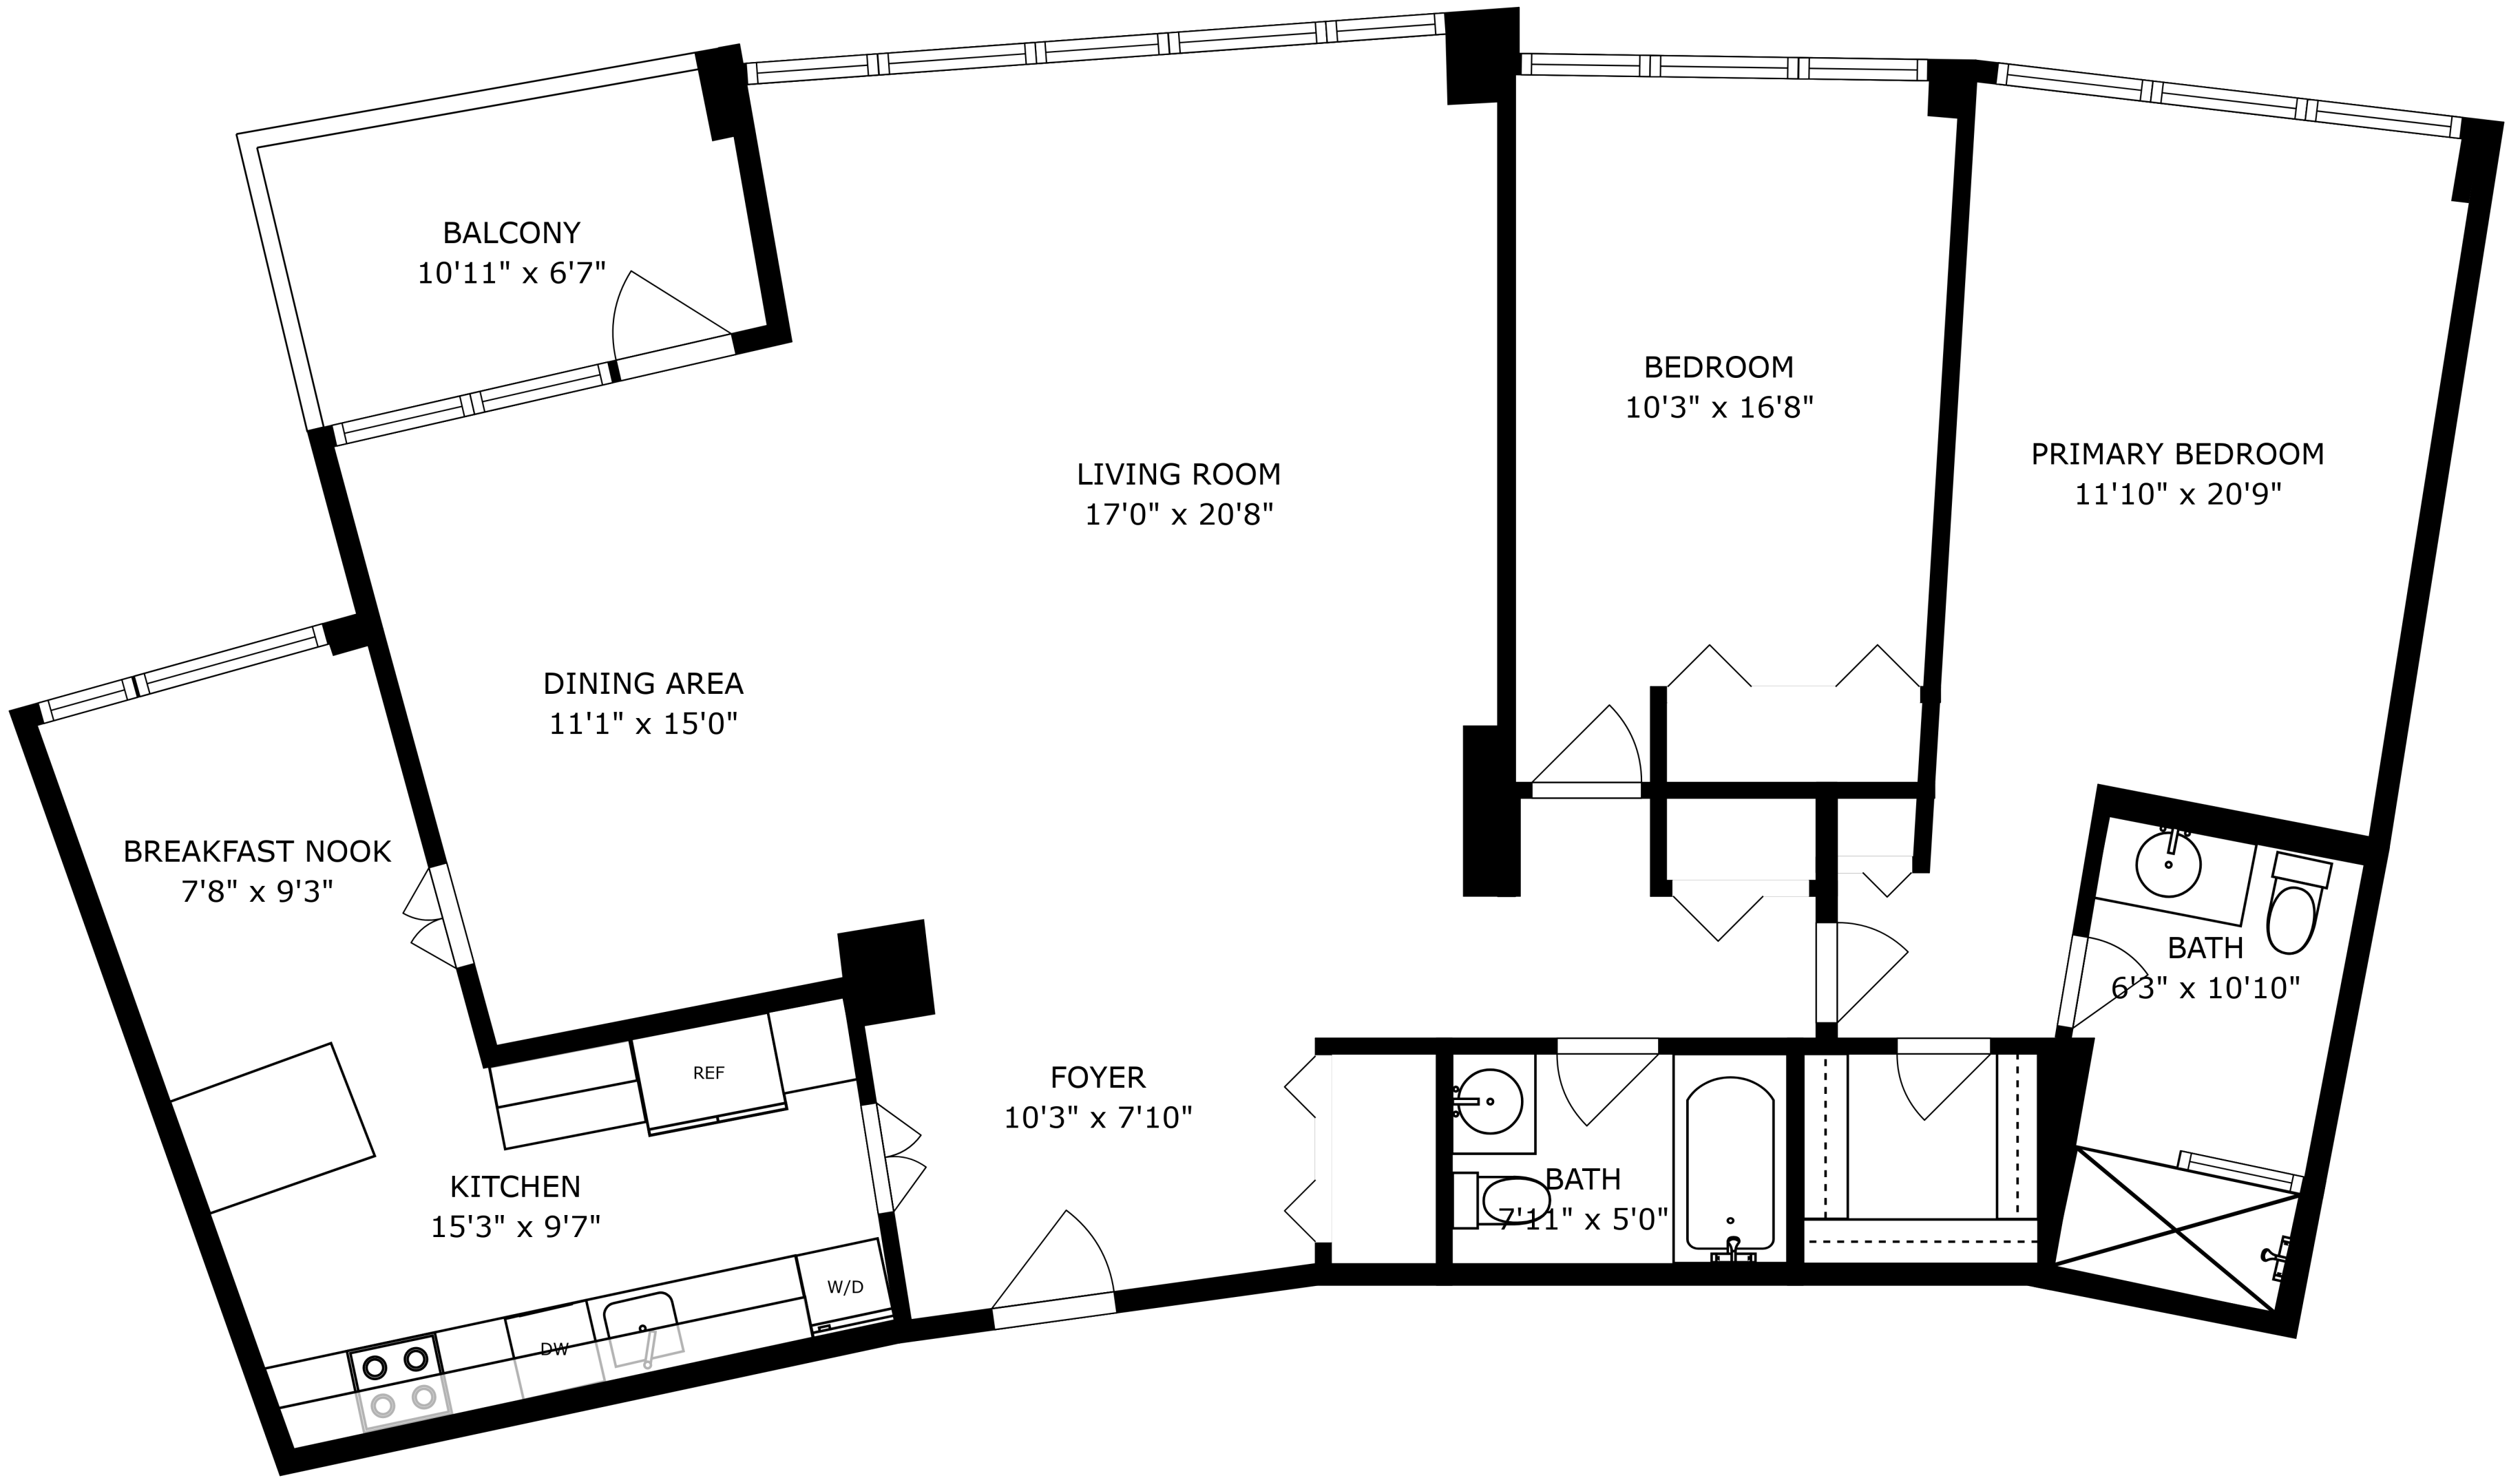 BALCONY
10'11" x 6'7"
BEDROOM
10'3" x 16'8"
PRIMARY BEDROOM
11'10" x 20'9"
LIVING ROOM
17'0" x 20'8"
DINING AREA
11'1" x 15'0"
BREAKFAST NOOK
7'8" x 9'3"
BATH
6'3" x 10'10"
REF
FOYER
10'3" x 7'10"
KITCHEN
15'3" x 9'7"
BATH
7'11" x 5'0"
W/D
DW